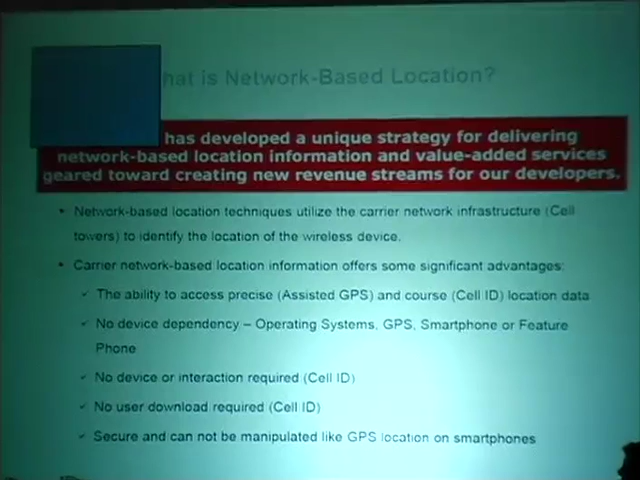 hat is Network-Based Location?
has developed a unique strategy for delivering
network-based location information and value-added services
geared toward creating new revenue streams for our developers.
• Network-based location techniques utilize the carrier network infrastructure (Cell
towers) to identify the location of the wireless device.
• Carrier network-based location information offers some significant advantages:
✓ The ability to access precise (Assisted GPS) and course (Cell ID) location data
✓ No device dependency – Operating Systems, GPS, Smartphone or Feature
Phone
✓ No device or interaction required (Cell ID)
✓ No user download required (Cell ID)
✓ Secure and can not be manipulated like GPS location on smartphones